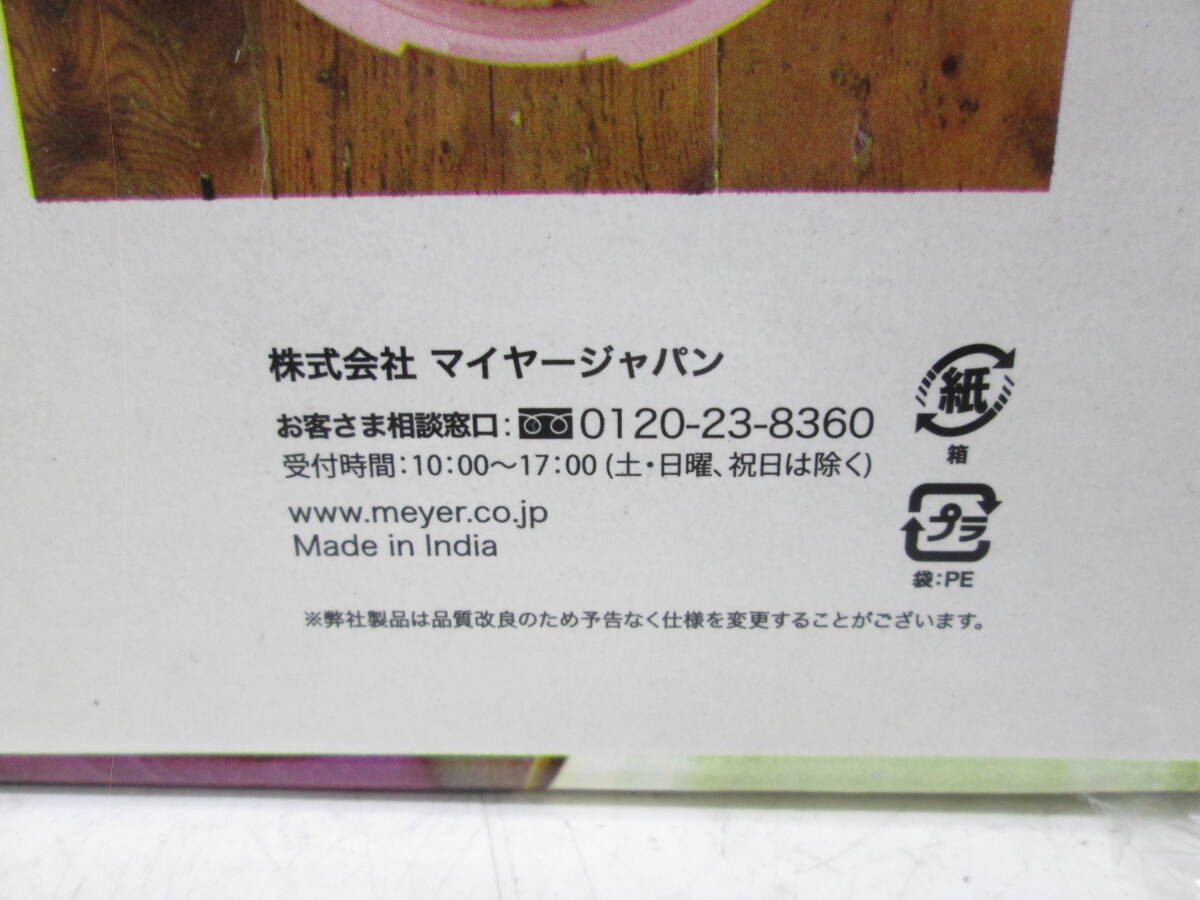 株式会社 マイヤージャパン
お客さま相談窓口：0120-23-8360
受付時間：10：00〜17：00 (土・日曜、祝日は除く)
www.meyer.co.jp
Made in India
紙
箱
プラ
袋：PE
※弊社製品は品質改良のため予告なく仕様を変更することがございます。